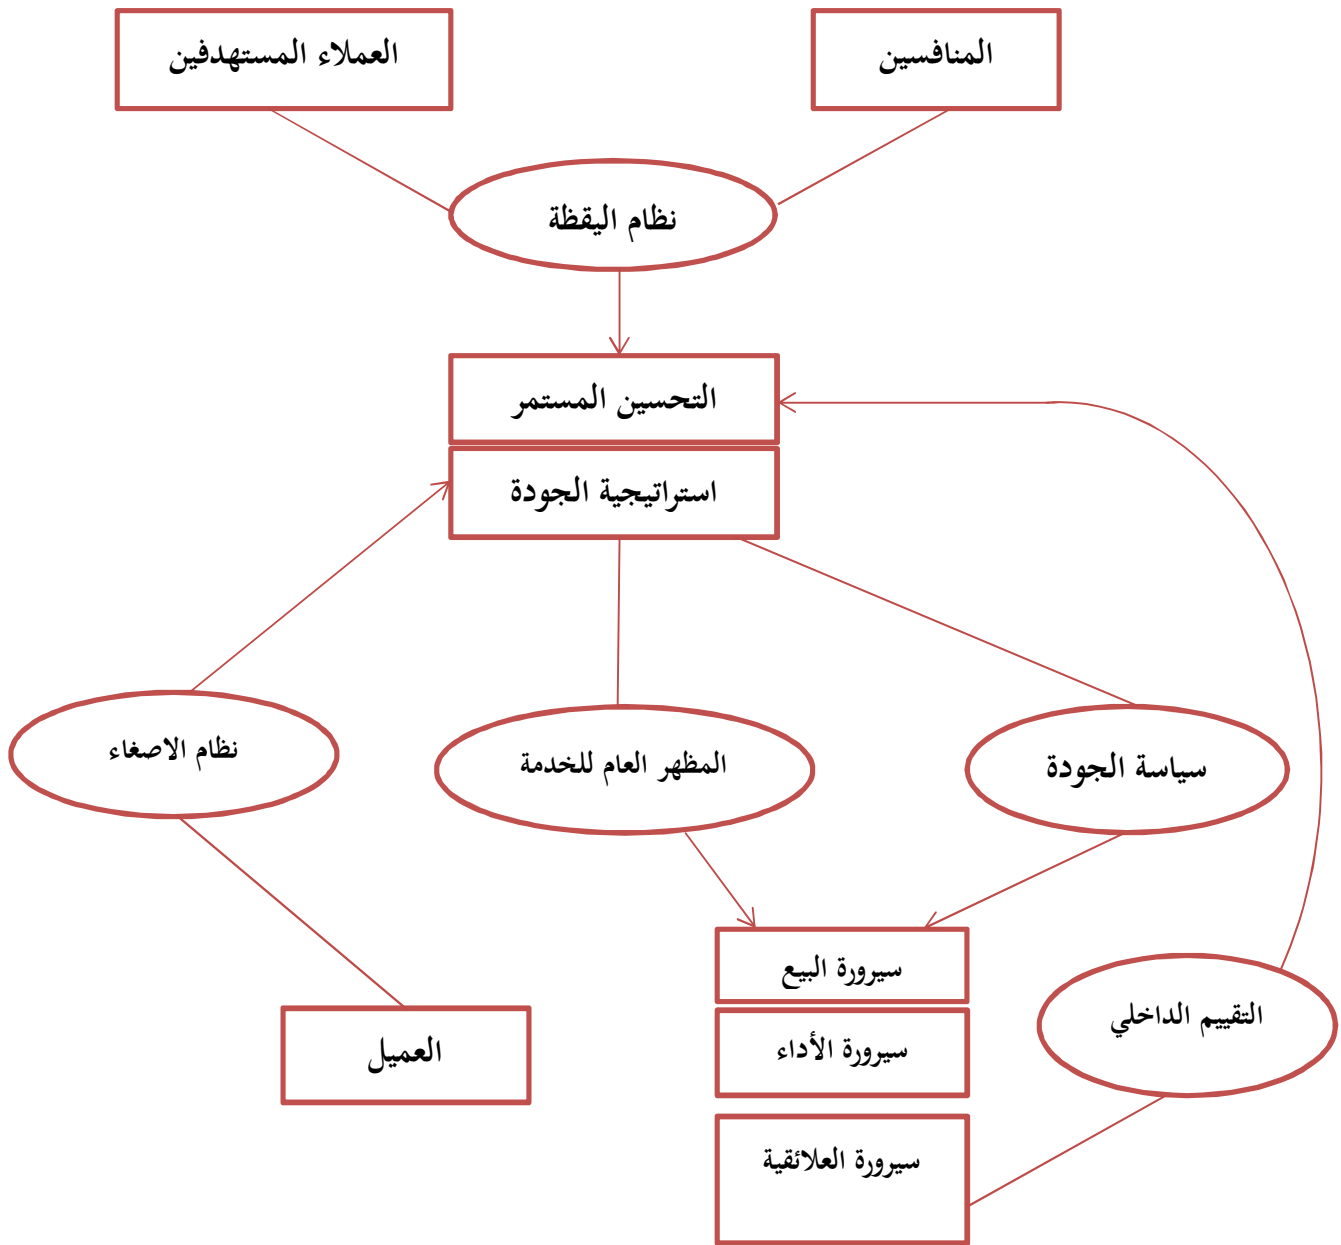 المنافسين
العملاء المستهدفين
نظام اليقظة
التحسين المستمر
استراتيجية الجودة
سياسة الجودة
المظهر العام للخدمة
نظام الاصغاء
سيرورة البيع
التقييم الداخلي
سيرورة الأداء
العميل
سيرورة العلائقية